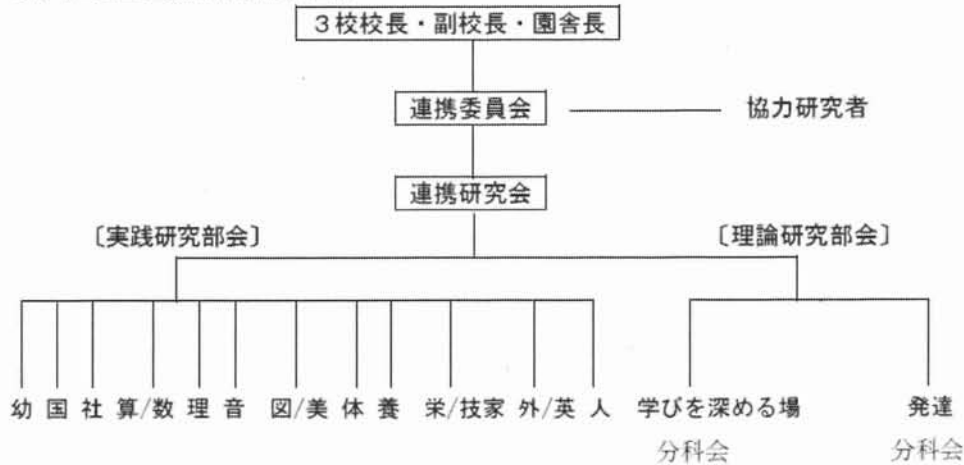 3校校長・副校長・園舎長
連携委員会 協力研究者
連携研究会
〔実践研究部会〕 〔理論研究部会〕
幼 国 社 算/数 理 音 図/美 体 養 栄/技家 外/英 人 学びを深める場 発達
分科会 分科会